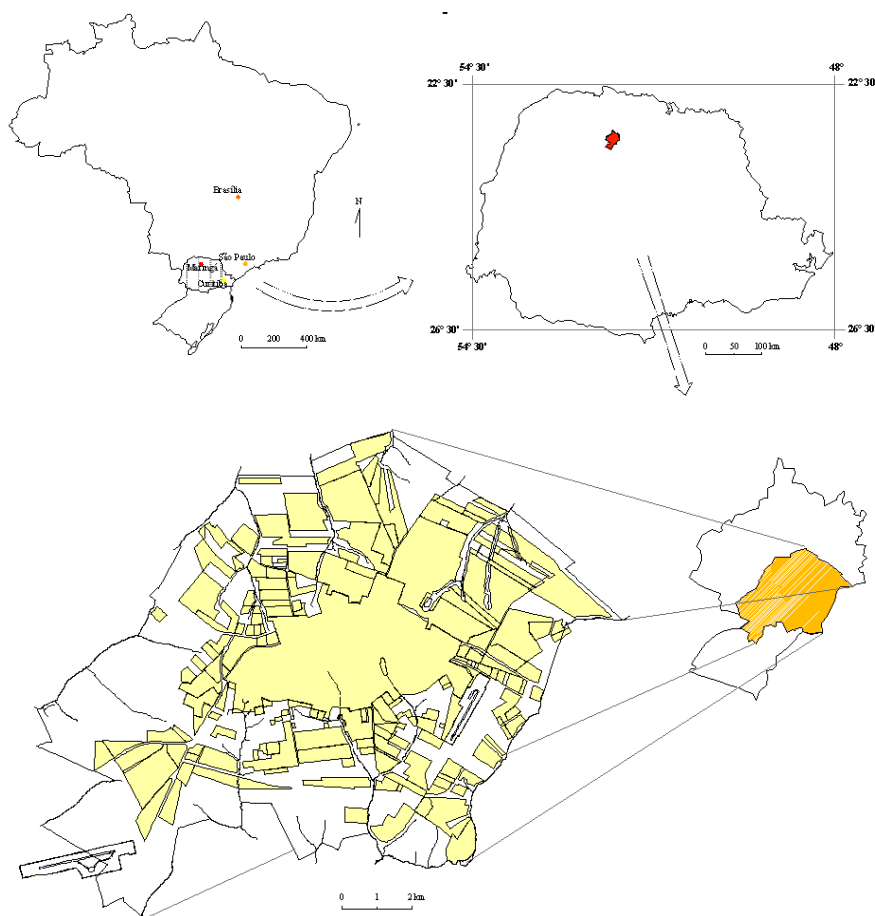 Brasília
N
São Paulo
Maringá
Curitiba
200 400 km
54° 30' 48°
22° 30' 22° 30'
26° 30' 26° 30'
54° 30' 48°
0 50 100 km
0 1 2 km